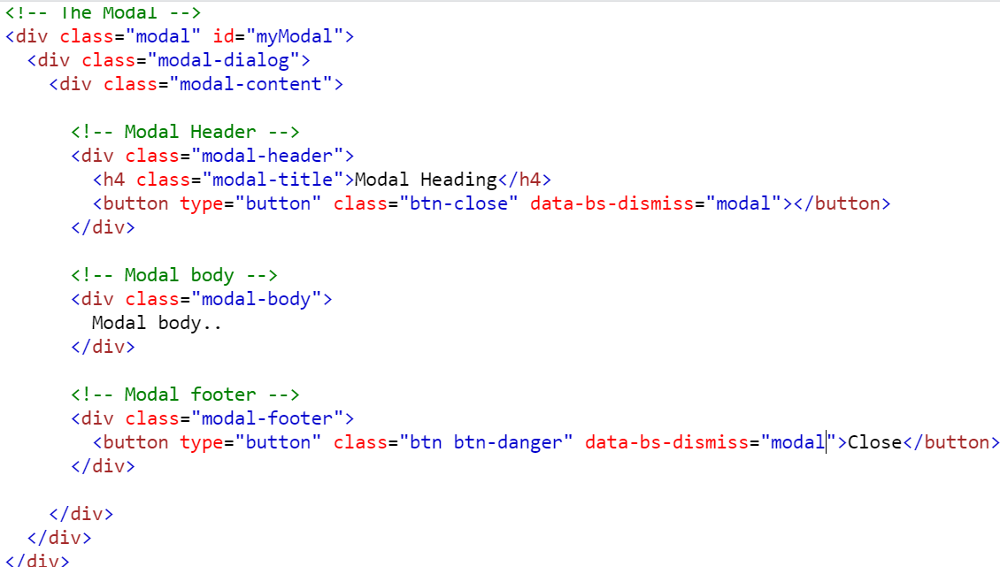 <!-- The Modal -->
<div class="modal" id="myModal">
<div class="modal-dialog">
<div class="modal-content">
<!-- Modal Header -->
<div class="modal-header">
<h4 class="modal-title">Modal Heading</h4>
<button type="button" class="btn-close" data-bs-dismiss="modal"></button>
</div>
<!-- Modal body -->
<div class="modal-body">
Modal body..
</div>
<!-- Modal footer -->
<div class="modal-footer">
<button type="button" class="btn btn-danger" data-bs-dismiss="modal">Close</button>
</div>
</div>
</div>
</div>